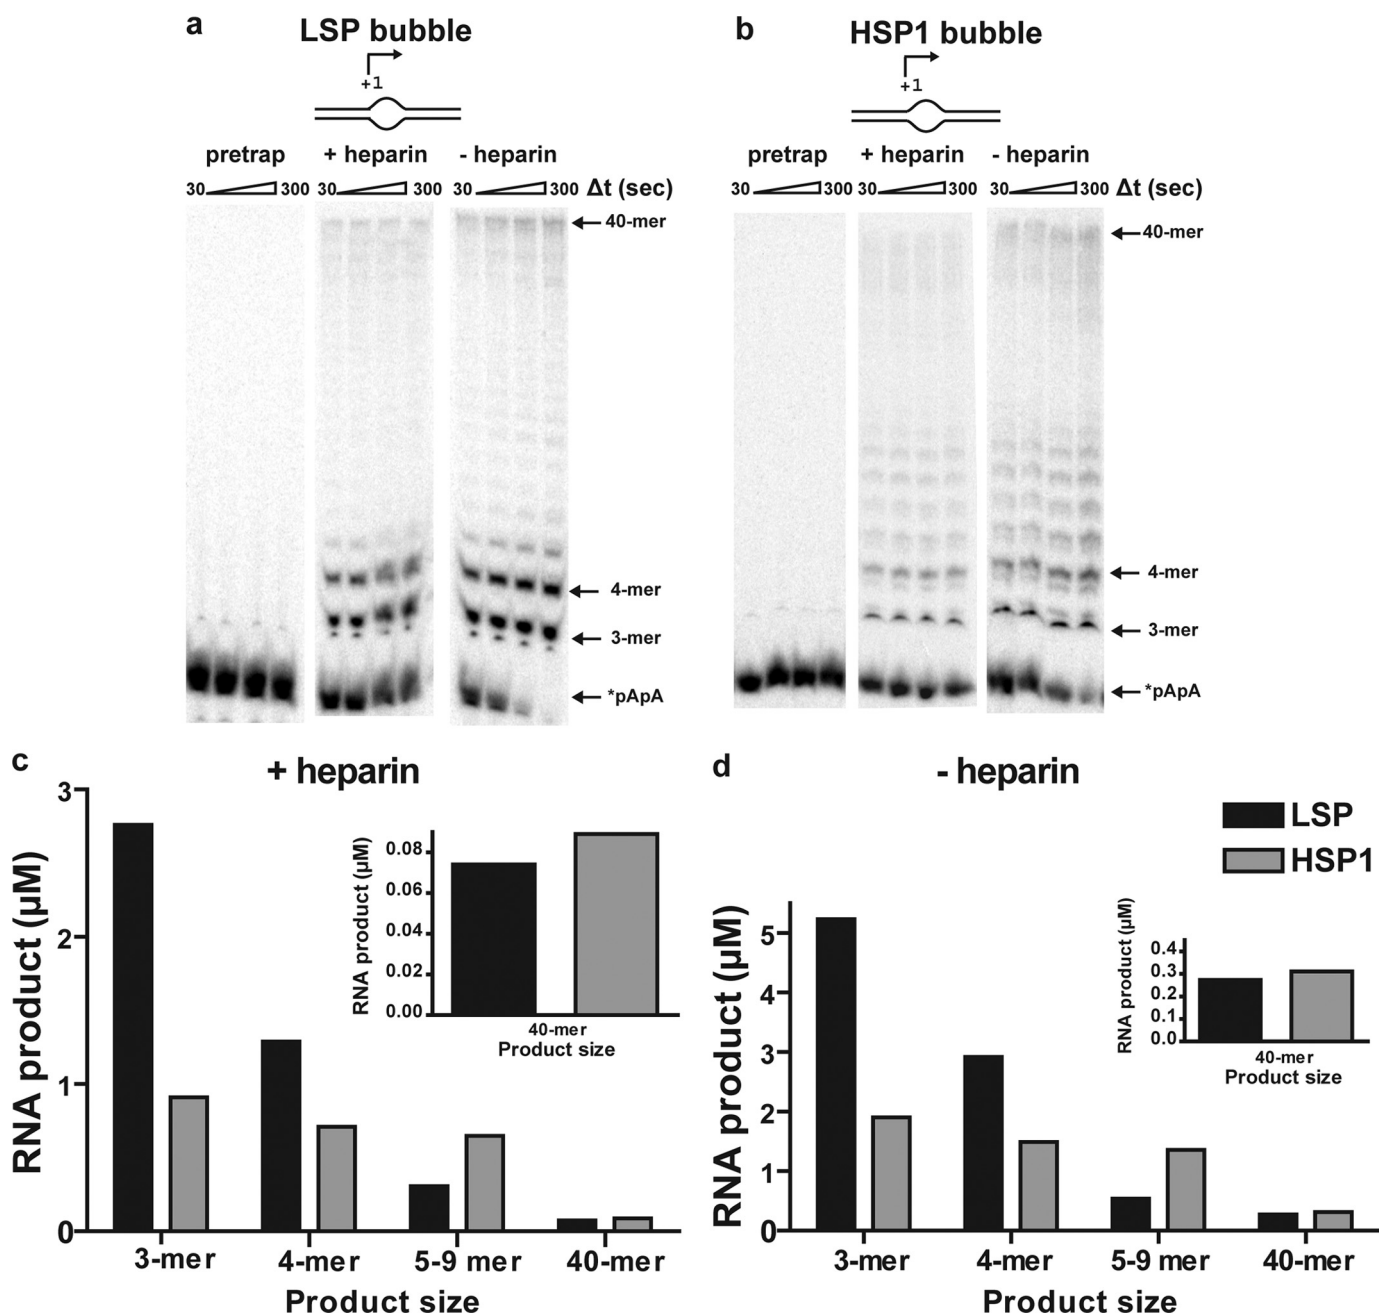 a
LSP bubble
+1
pretrap
+ heparin
- heparin
30
300
30
300
30
300
Δt (sec)
40-mer
4-mer
3-mer
*pApA
b
HSP1 bubble
+1
pretrap
+ heparin
- heparin
30
300
30
300
30
300
Δt (sec)
40-mer
4-mer
3-mer
*pApA
c
+ heparin
RNA product (µM)
3
2
1
0
3-mer
4-mer
5-9 mer
40-mer
Product size
RNA product (µM)
0.08
0.06
0.04
0.02
0.00
40-mer
Product size
d
- heparin
LSP
HSP1
RNA product (µM)
5
4
3
2
1
0
3-mer
4-mer
5-9 mer
40-mer
Product size
RNA product (µM)
0.4
0.3
0.2
0.1
0.0
40-mer
Product size